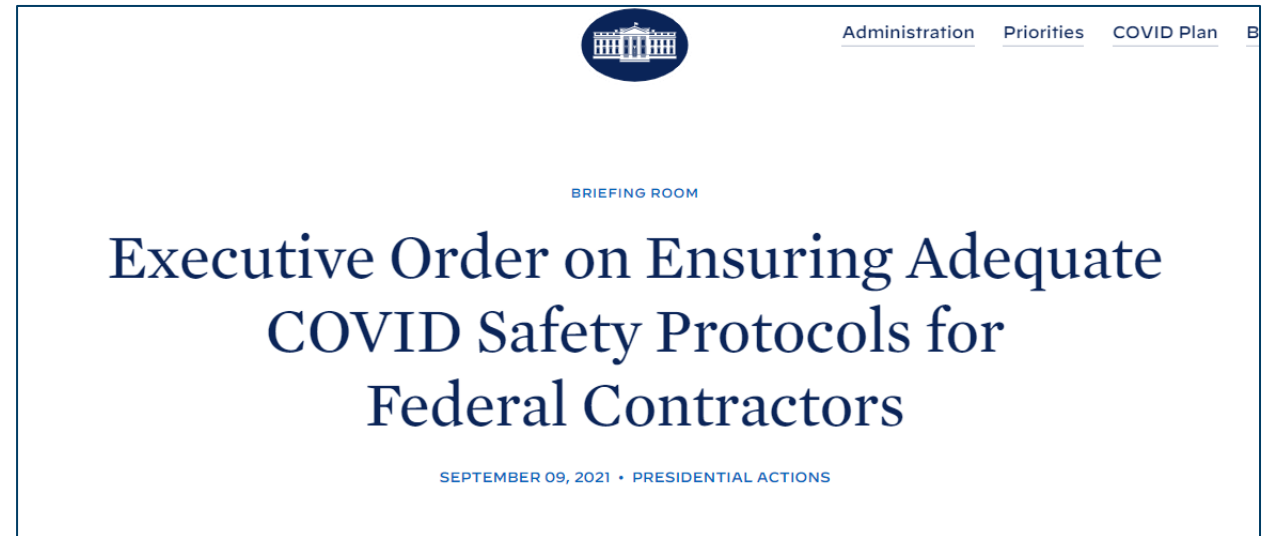 Administration Priorities COVID Plan B
BRIEFING ROOM
Executive Order on Ensuring Adequate
COVID Safety Protocols for
Federal Contractors
SEPTEMBER 09, 2021 • PRESIDENTIAL ACTIONS